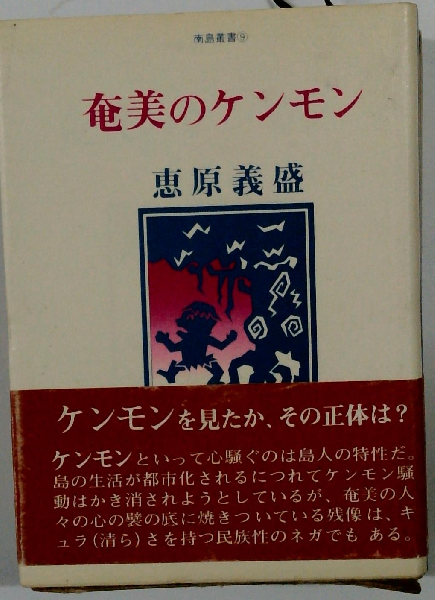 南島叢書⑨
奄美のケンモン
恵原義盛
ケンモンを見たか、その正体は？
ケンモンといって心騒ぐのは島人の特性だ。
島の生活が都市化されるにつれてケンモン騒
動はかき消されようとしているが、奄美の人
々の心の襞の底に焼きついている残像は、キ
ュラ(清ら)さを持つ民族性のネガでも ある。